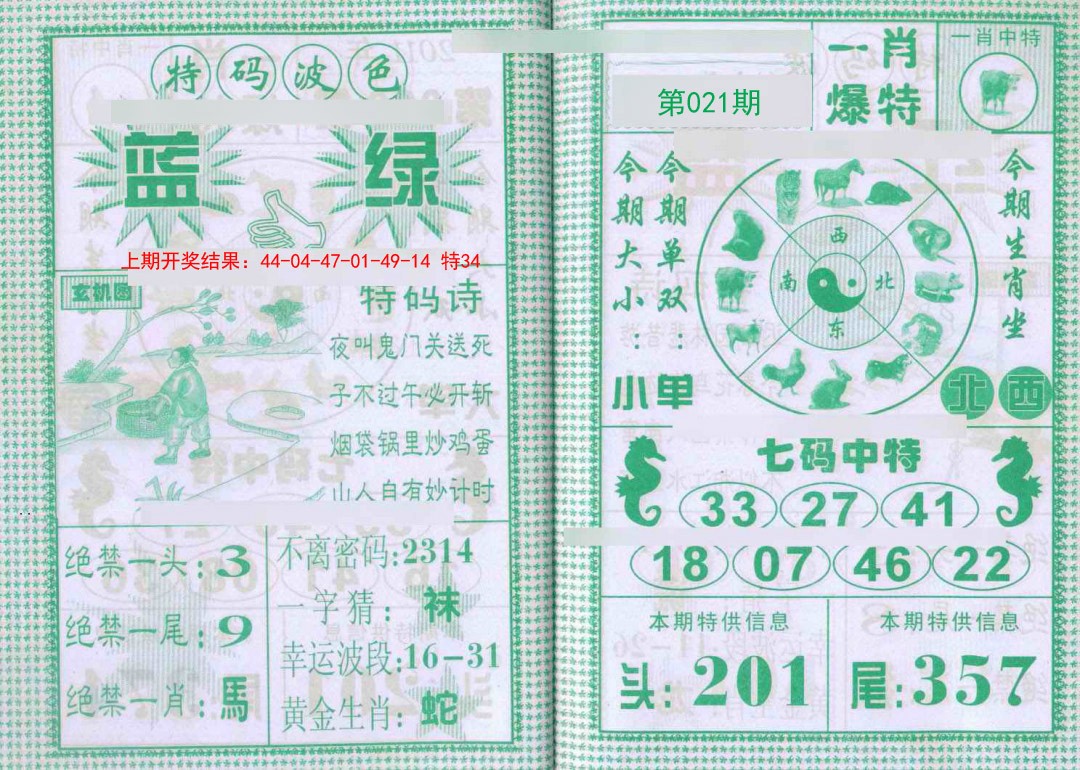 特码波色
蓝 绿
上期开奖结果：44-04-47-01-49-14 特34
玄机图
特码诗
夜叫鬼门关送死
子不过午必开斩
烟袋锅里炒鸡蛋
山人自有妙计时
绝禁一头:3
绝禁一尾:9
绝禁一肖:馬
不离密码:2314
一字猜:袜
幸运波段:16-31
黄金生肖:蛇
第021期
一肖
爆特
一肖中特
今期大小:
小
今期单双:
单
西
南
北
东
今期生肖坐
北西
七码中特
33 27 41
18 07 46 22
本期特供信息
头:201
本期特供信息
尾:357